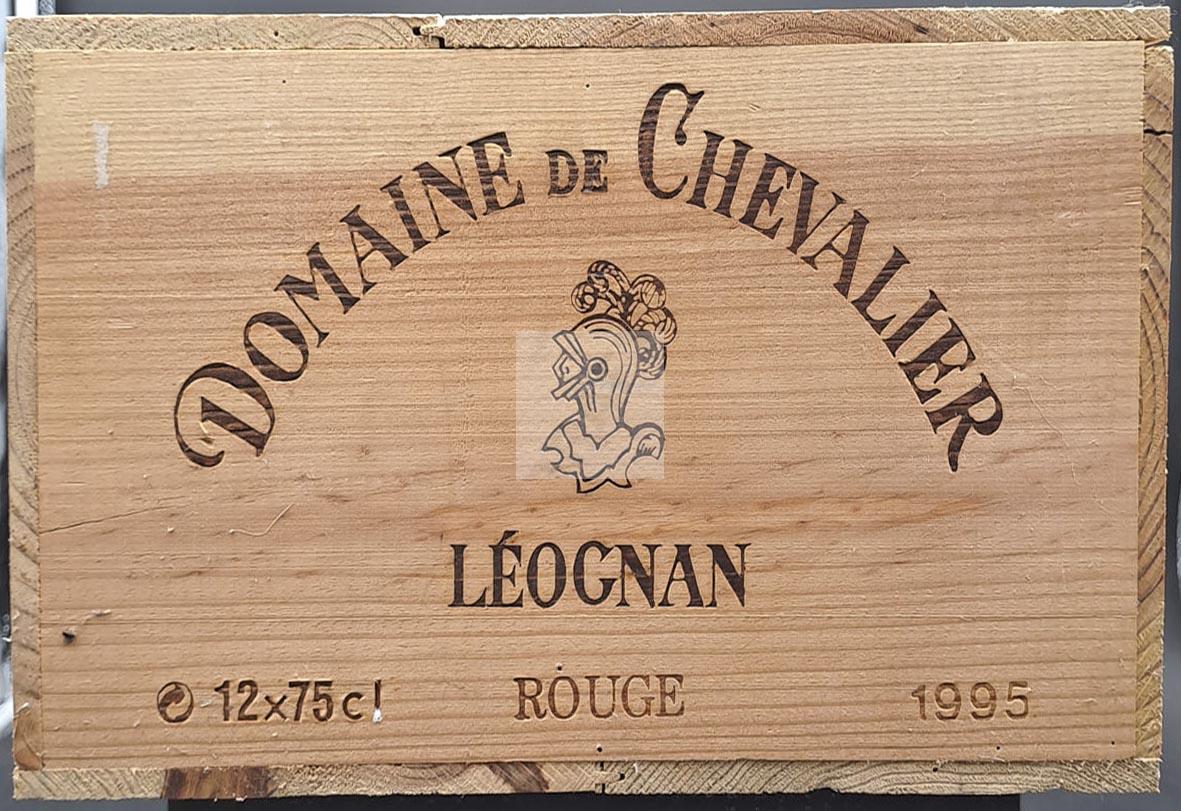 DOMAINE DE CHEVALIER
LÉOGNAN
12x75cl ROUGE 1995